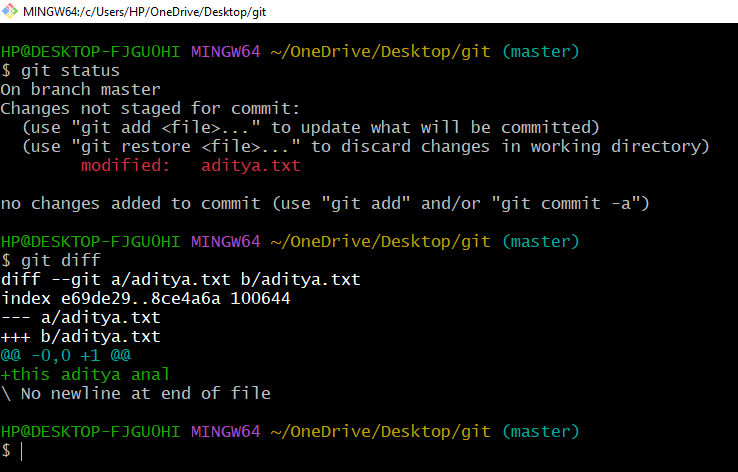 MINGW64:/c/Users/HP/OneDrive/Desktop/git
HP@DESKTOP-FJGU0HI MINGW64 ~/OneDrive/Desktop/git (master)
$ git status
On branch master
Changes not staged for commit:
  (use "git add <file>..." to update what will be committed)
  (use "git restore <file>..." to discard changes in working directory)
        modified:   aditya.txt
no changes added to commit (use "git add" and/or "git commit -a")
HP@DESKTOP-FJGU0HI MINGW64 ~/OneDrive/Desktop/git (master)
$ git diff
diff --git a/aditya.txt b/aditya.txt
index e69de29..8ce4a6a 100644
--- a/aditya.txt
+++ b/aditya.txt
@@ -0,0 +1 @@
+this aditya anal
\ No newline at end of file
HP@DESKTOP-FJGU0HI MINGW64 ~/OneDrive/Desktop/git (master)
$